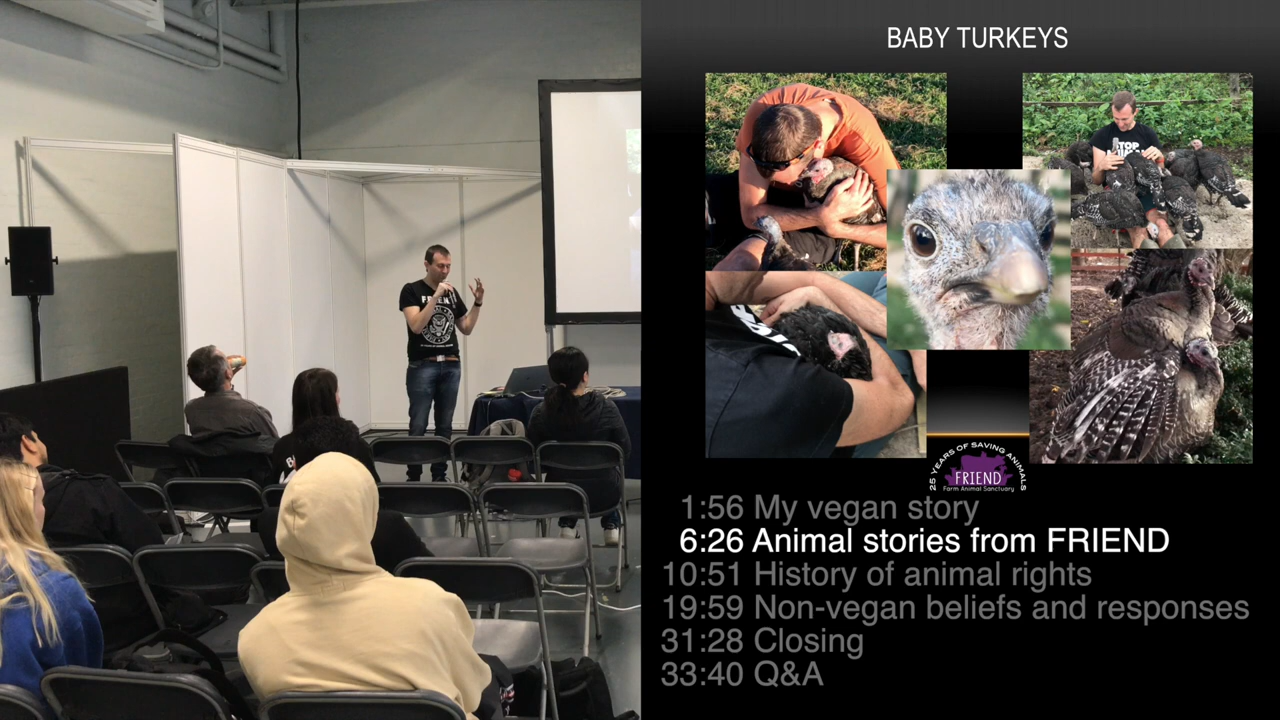 BABY TURKEYS
STOP
25 YEARS OF SAVING ANIMALS
FRIEND
Farm Animal Sanctuary
1:56 My vegan story
6:26 Animal stories from FRIEND
10:51 History of animal rights
19:59 Non-vegan beliefs and responses
31:28 Closing
33:40 Q&A